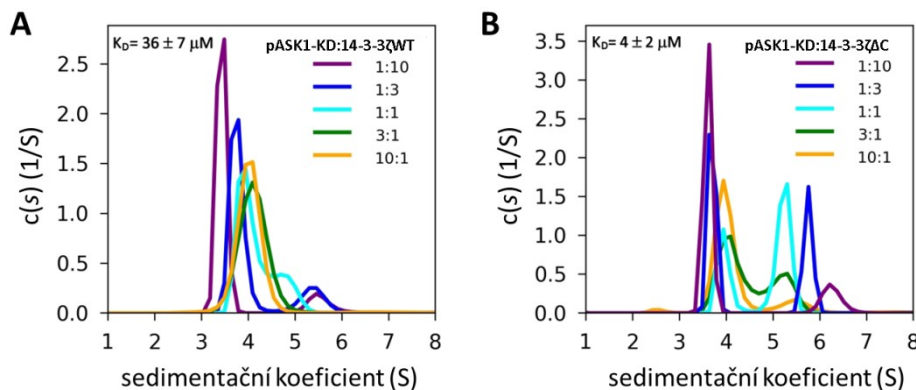 A
K_D= 36 ± 7 μM
pASK1-KD:14-3-3ζWT
1:10
1:3
1:1
3:1
10:1
c(s) (1/S)
2.5
2.0
1.5
1.0
0.5
0.0
1 2 3 4 5 6 7 8
sedimentační koeficient (S)
B
K_D= 4 ± 2 μM
pASK1-KD:14-3-3ζΔC
1:10
1:3
1:1
3:1
10:1
c(s) (1/S)
3.5
3.0
2.5
2.0
1.5
1.0
0.5
0.0
1 2 3 4 5 6 7 8
sedimentační koeficient (S)